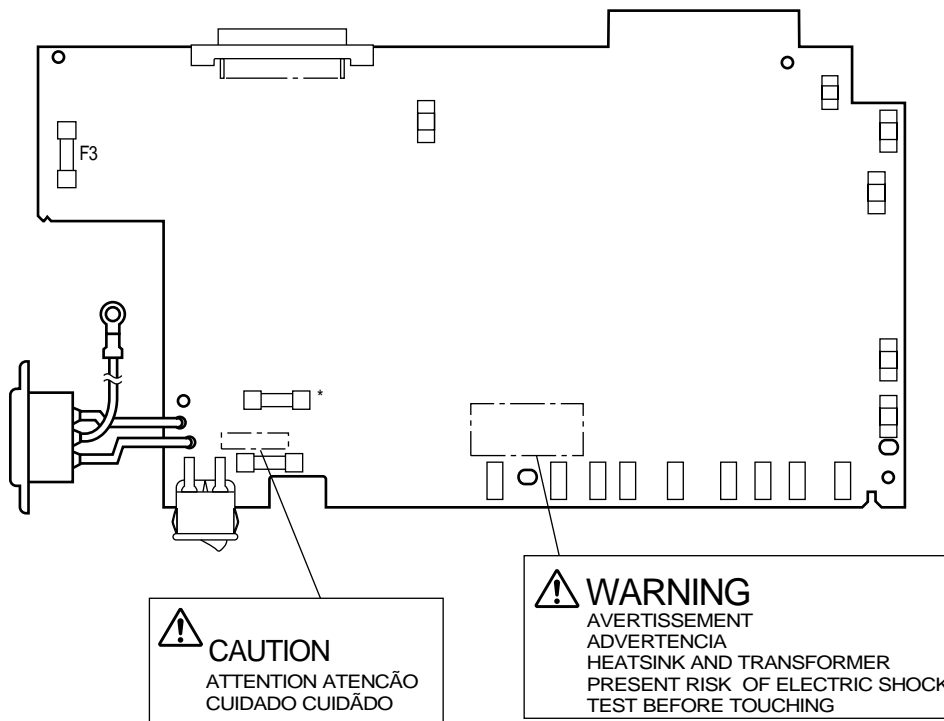 F3
*
CAUTION
ATTENTION ATENCÃO
CUIDADO CUIDÃDO
WARNING
AVERTISSEMENT
ADVERTENCIA
HEATSINK AND TRANSFORMER
PRESENT RISK OF ELECTRIC SHOCK
TEST BEFORE TOUCHING